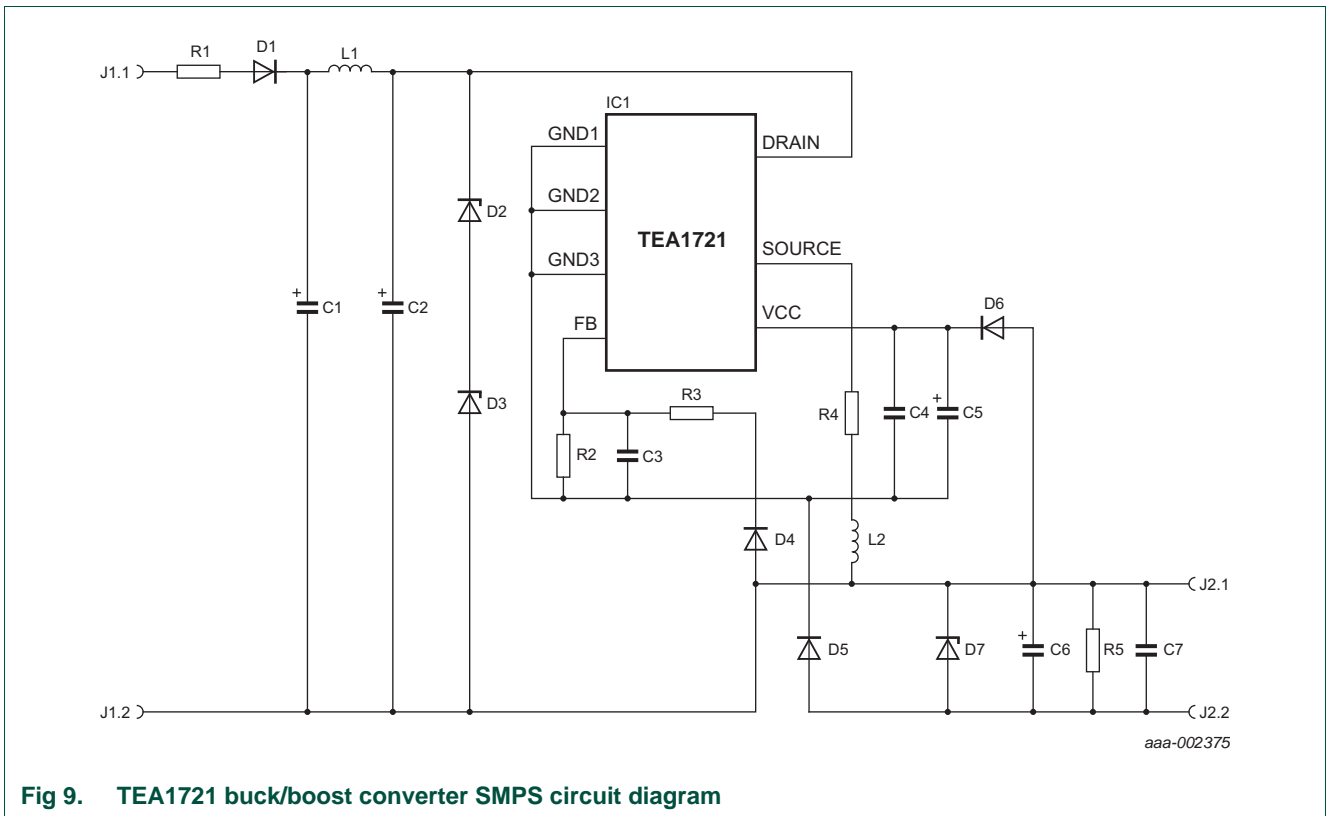 J1.1
R1
D1
L1
IC1
GND1
DRAIN
GND2
D2
TEA1721
SOURCE
GND3
VCC
D6
C1
C2
FB
D3
R3
R4
C4
C5
R2
C3
D4
L2
J2.1
D5
D7
C6
R5
C7
J1.2
J2.2
aaa-002375
Fig 9. TEA1721 buck/boost converter SMPS circuit diagram